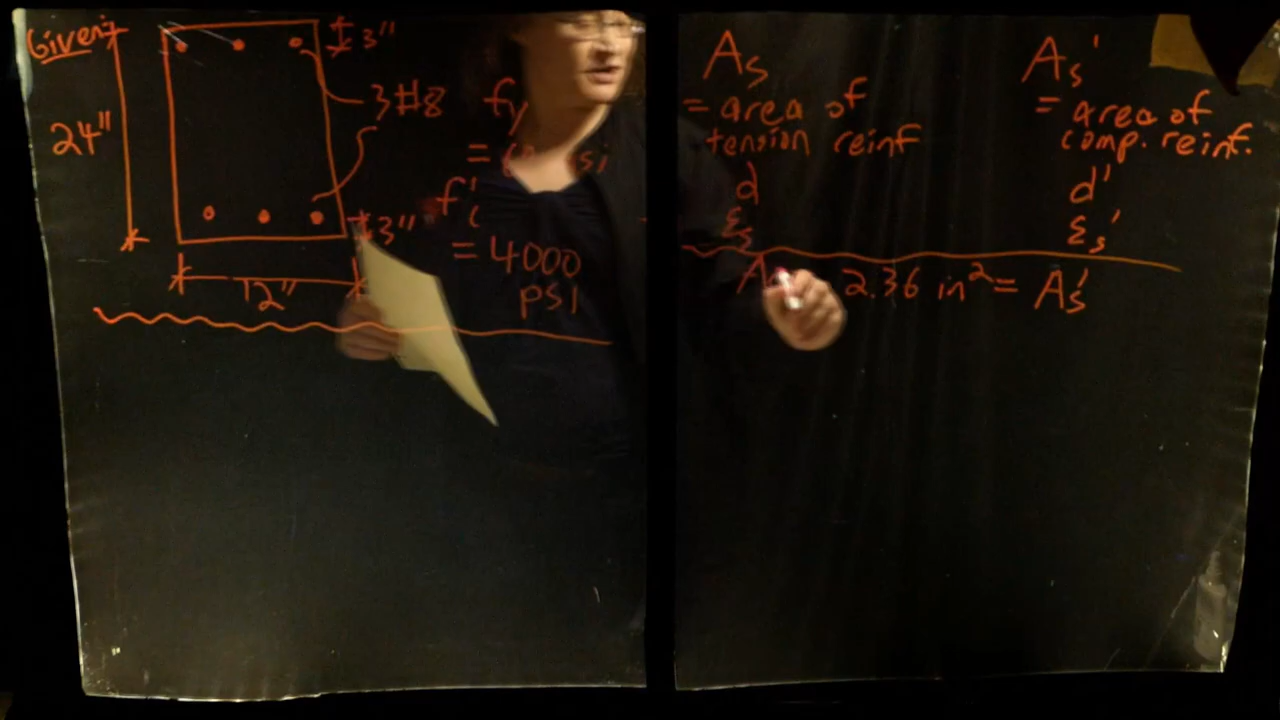 Given:
3"
24"
3#8
fy
=
3"
f'c
= 4000
psi
12"
As
= area of
tension reinf
d
εs
As'
= area of
comp. reinf.
d'
εs'
2.36 in² = As'